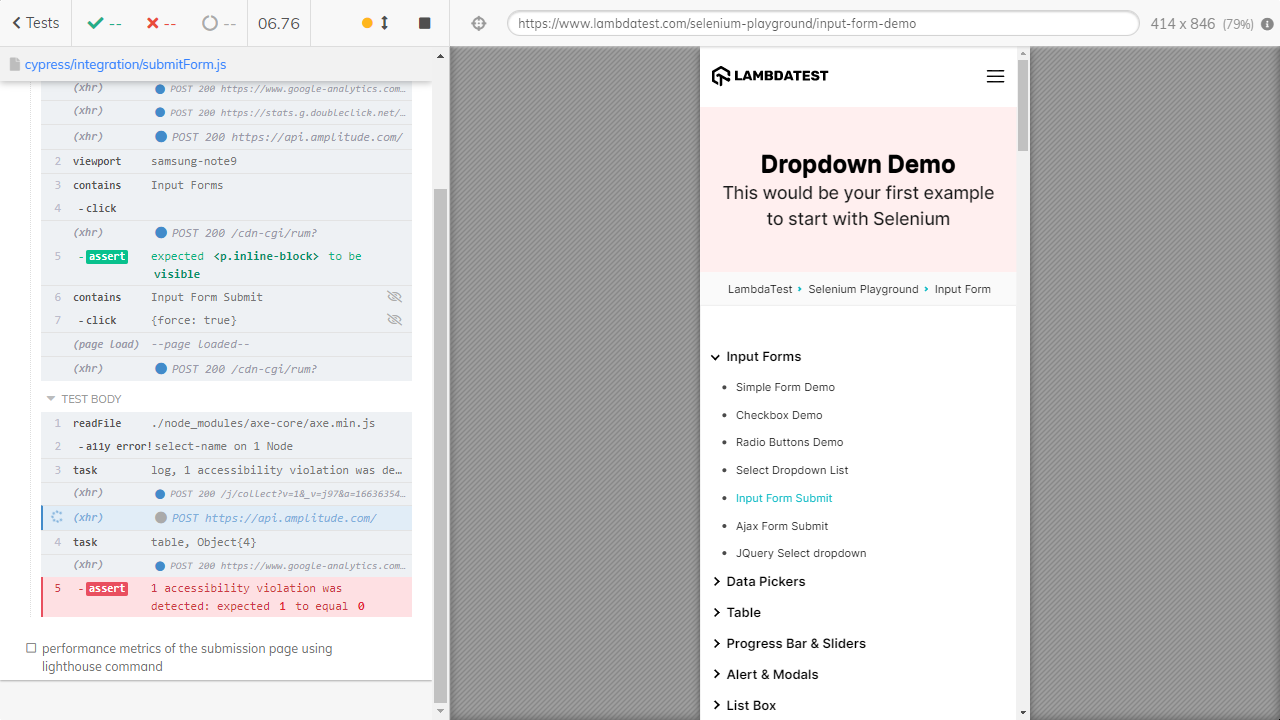 Tests
--
--
--
06.76
https://www.lambdatest.com/selenium-playground/input-form-demo
414 x 846 (79%)
cypress/integration/submitForm.js
(xhr) POST 200 https://www.google-analytics.com…
(xhr) POST 200 https://stats.g.doubleclick.net/…
(xhr) POST 200 https://api.amplitude.com/
2 viewport samsung-note9
3 contains Input Forms
4 - click
(xhr) POST 200 /cdn-cgi/rum?
5 - assert expected <p.inline-block> to be
visible
6 contains Input Form Submit
7 - click {force: true}
(page load) --page loaded--
(xhr) POST 200 /cdn-cgi/rum?
TEST BODY
1 readFile ./node_modules/axe-core/axe.min.js
2 - a11y error! select-name on 1 Node
3 task log, 1 accessibility violation was de…
(xhr) POST 200 /j/collect?v=1&_v=j97&a=16636354…
(xhr) POST https://api.amplitude.com/
4 task table, Object{4}
(xhr) POST 200 https://www.google-analytics.com…
5 - assert 1 accessibility violation was
detected: expected 1 to equal 0
performance metrics of the submission page using
lighthouse command
LAMBDATEST
Dropdown Demo
This would be your first example
to start with Selenium
LambdaTest Selenium Playground Input Form
Input Forms
Simple Form Demo
Checkbox Demo
Radio Buttons Demo
Select Dropdown List
Input Form Submit
Ajax Form Submit
JQuery Select dropdown
Data Pickers
Table
Progress Bar & Sliders
Alert & Modals
List Box